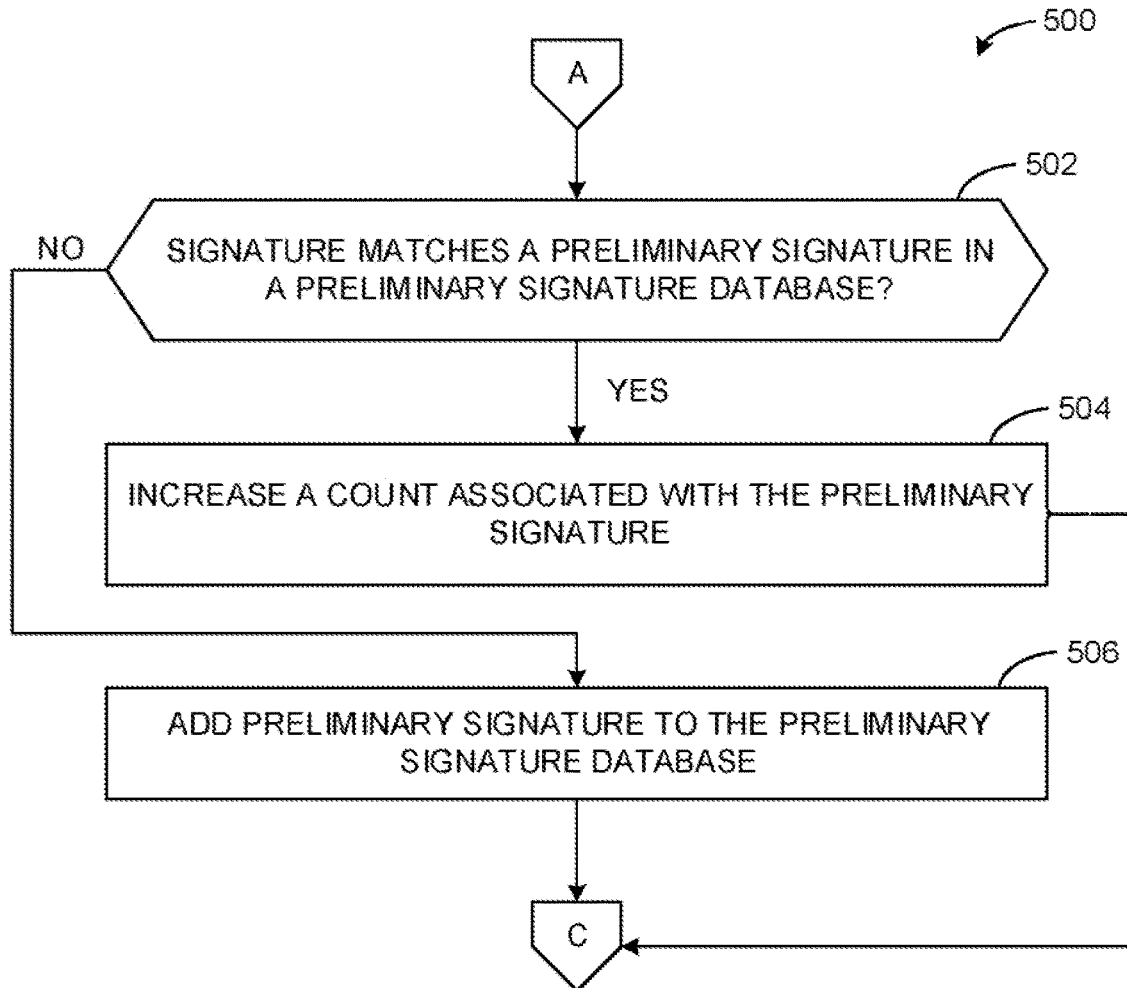 500
A
502
NO
SIGNATURE MATCHES A PRELIMINARY SIGNATURE IN
A PRELIMINARY SIGNATURE DATABASE?
YES
504
INCREASE A COUNT ASSOCIATED WITH THE PRELIMINARY
SIGNATURE
506
ADD PRELIMINARY SIGNATURE TO THE PRELIMINARY
SIGNATURE DATABASE
C